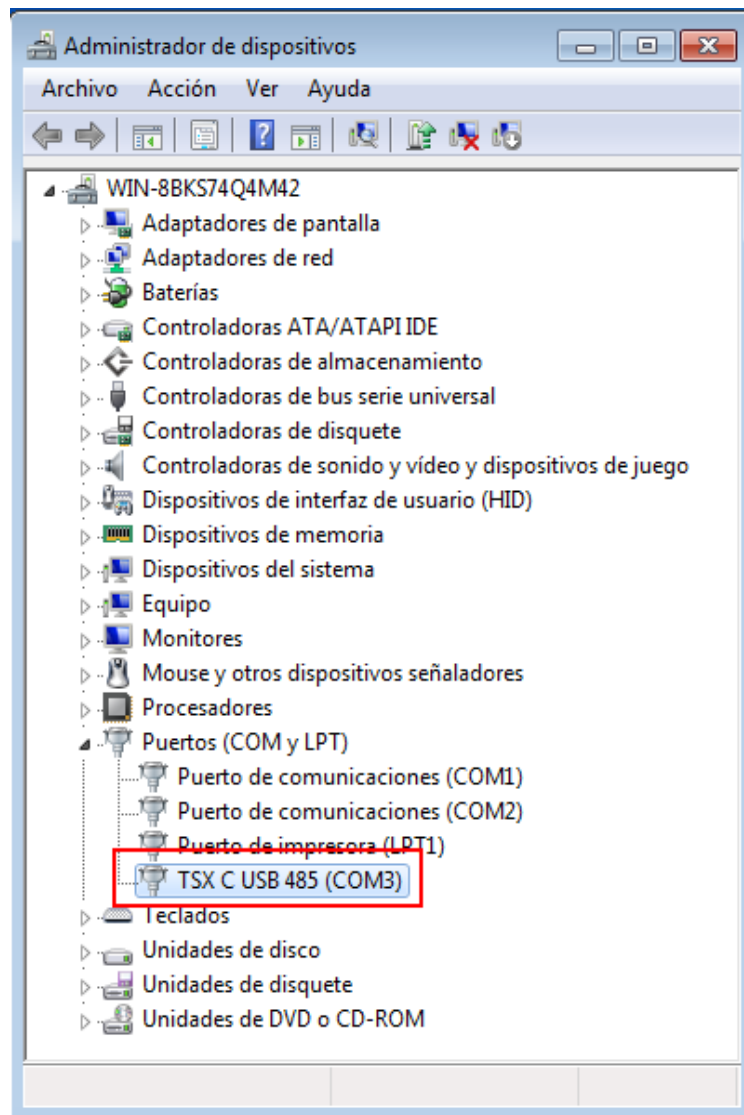 Administrador de dispositivos
Archivo Acción Ver Ayuda
WIN-8BKS74Q4M42
Adaptadores de pantalla
Adaptadores de red
Baterías
Controladoras ATA/ATAPI IDE
Controladoras de almacenamiento
Controladoras de bus serie universal
Controladoras de disquete
Controladoras de sonido y vídeo y dispositivos de juego
Dispositivos de interfaz de usuario (HID)
Dispositivos de memoria
Dispositivos del sistema
Equipo
Monitores
Mouse y otros dispositivos señaladores
Procesadores
Puertos (COM y LPT)
Puerto de comunicaciones (COM1)
Puerto de comunicaciones (COM2)
Puerto de impresora (LPT1)
TSX C USB 485 (COM3)
Teclados
Unidades de disco
Unidades de disquete
Unidades de DVD o CD-ROM